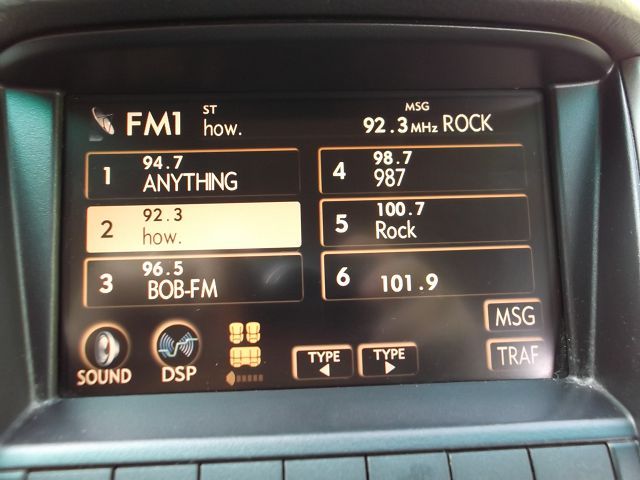 FM1 ST how. MSG 92.3 MHz ROCK
1 94.7 ANYTHING
2 92.3 how.
3 96.5 BOB-FM
4 98.7 987
5 100.7 Rock
6 101.9
MSG
TRAF
SOUND DSP TYPE TYPE